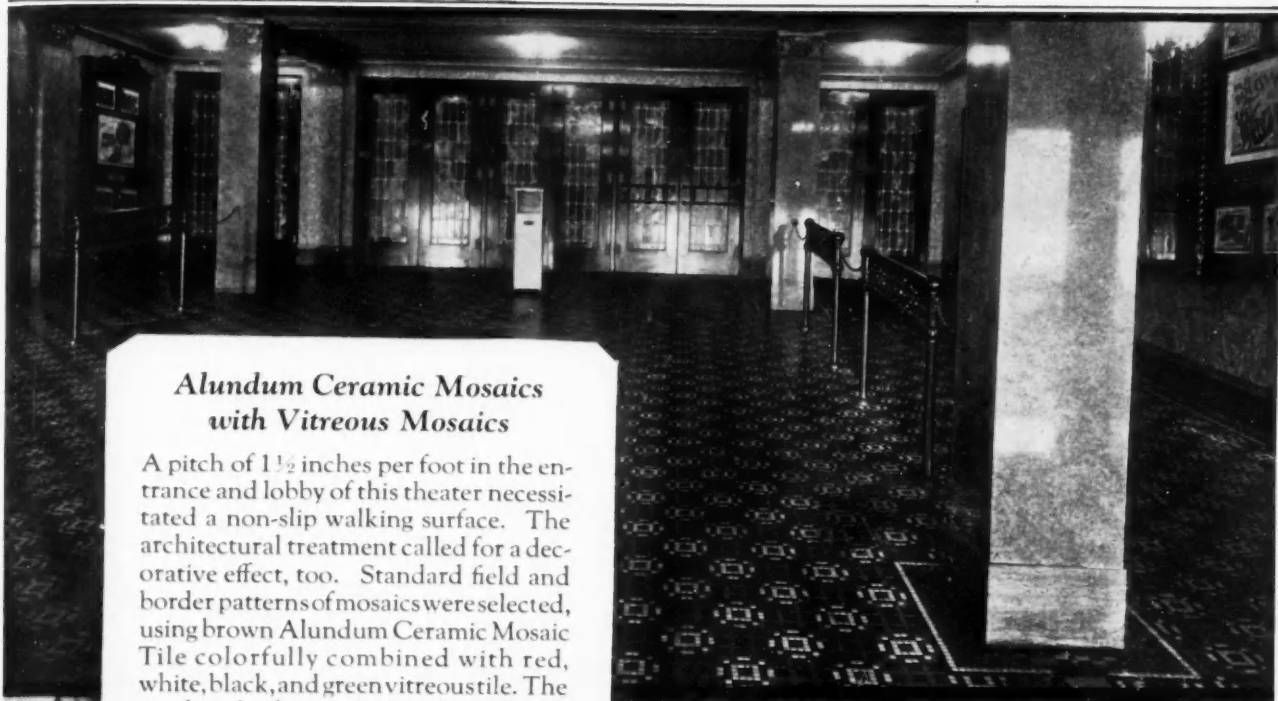 Alundum Ceramic Mosaics
with Vitreous Mosaics
A pitch of 1½ inches per foot in the en-
trance and lobby of this theater necessi-
tated a non-slip walking surface. The
architectural treatment called for a dec-
orative effect, too. Standard field and
border patterns of mosaics were selected,
using brown Alundum Ceramic Mosaic
Tile colorfully combined with red,
white, black, and green vitreous tile. The